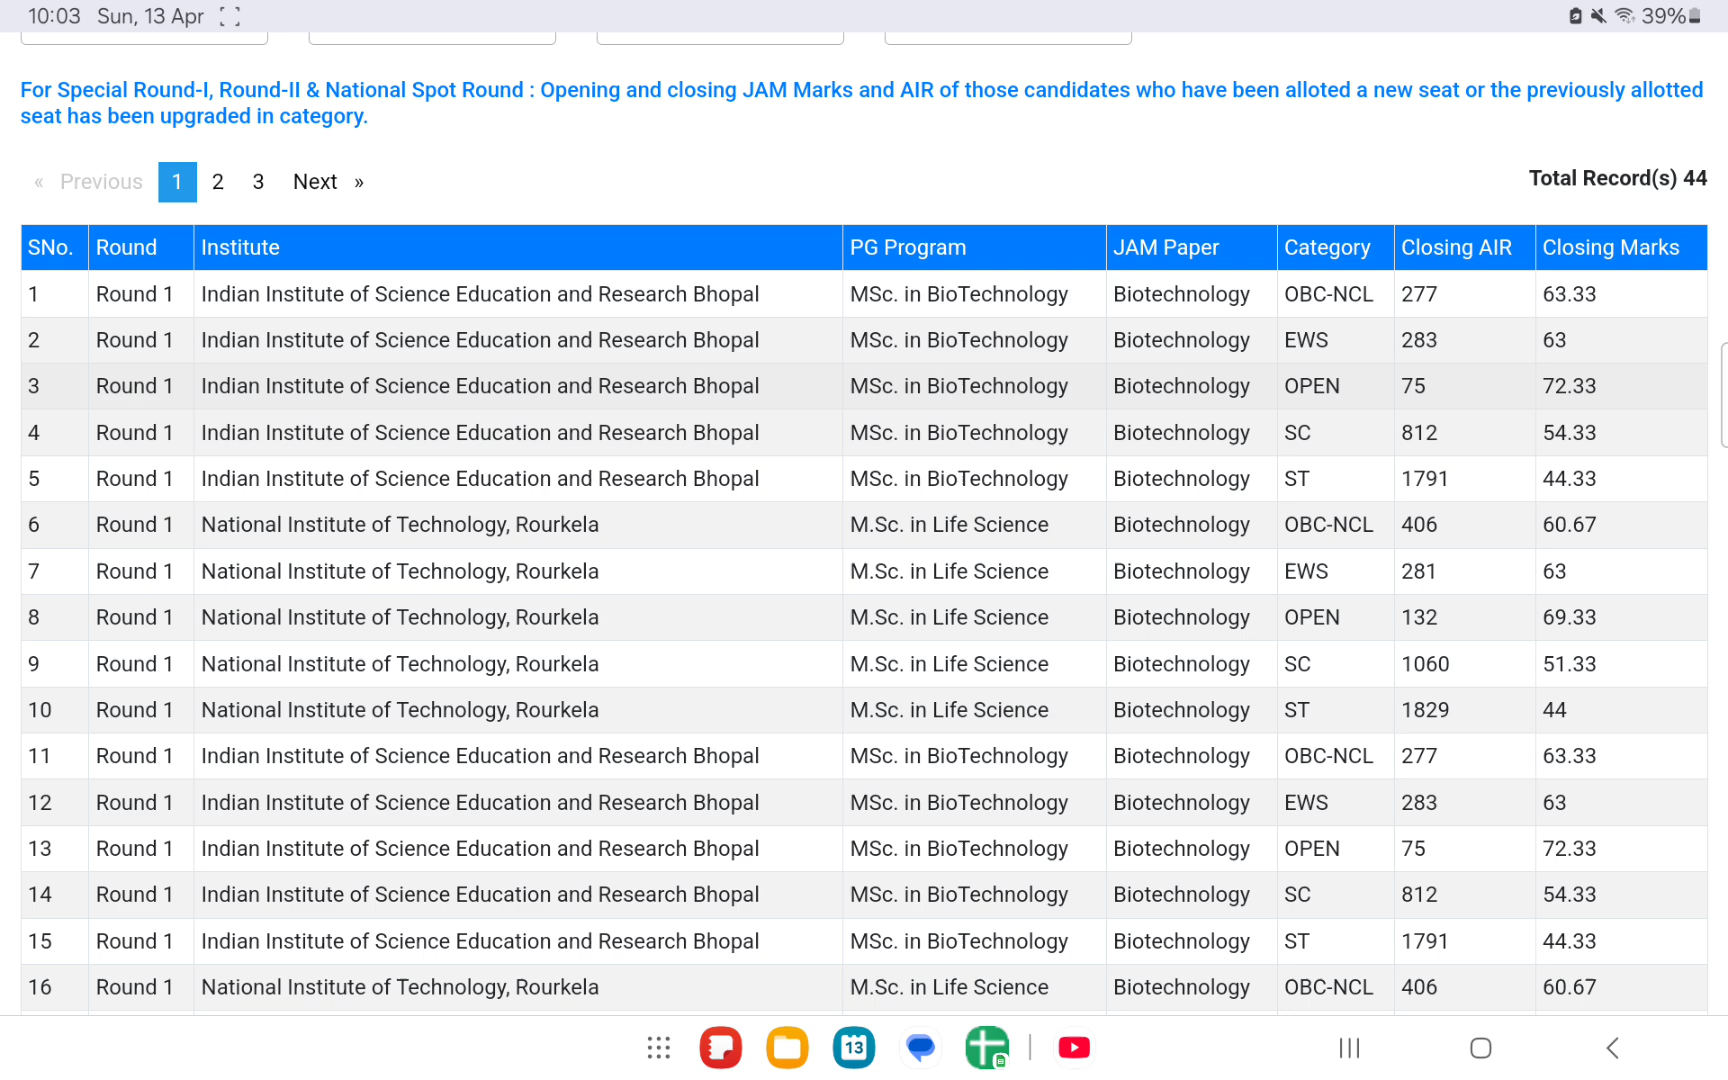 10:03 Sun, 13 Apr 39%
For Special Round-I, Round-II & National Spot Round : Opening and closing JAM Marks and AIR of those candidates who have been alloted a new seat or the previously allotted
seat has been upgraded in category.
« Previous 1 2 3 Next »
Total Record(s) 44
SNo. Round Institute PG Program JAM Paper Category Closing AIR Closing Marks
1 Round 1 Indian Institute of Science Education and Research Bhopal MSc. in BioTechnology Biotechnology OBC-NCL 277 63.33
2 Round 1 Indian Institute of Science Education and Research Bhopal MSc. in BioTechnology Biotechnology EWS 283 63
3 Round 1 Indian Institute of Science Education and Research Bhopal MSc. in BioTechnology Biotechnology OPEN 75 72.33
4 Round 1 Indian Institute of Science Education and Research Bhopal MSc. in BioTechnology Biotechnology SC 812 54.33
5 Round 1 Indian Institute of Science Education and Research Bhopal MSc. in BioTechnology Biotechnology ST 1791 44.33
6 Round 1 National Institute of Technology, Rourkela M.Sc. in Life Science Biotechnology OBC-NCL 406 60.67
7 Round 1 National Institute of Technology, Rourkela M.Sc. in Life Science Biotechnology EWS 281 63
8 Round 1 National Institute of Technology, Rourkela M.Sc. in Life Science Biotechnology OPEN 132 69.33
9 Round 1 National Institute of Technology, Rourkela M.Sc. in Life Science Biotechnology SC 1060 51.33
10 Round 1 National Institute of Technology, Rourkela M.Sc. in Life Science Biotechnology ST 1829 44
11 Round 1 Indian Institute of Science Education and Research Bhopal MSc. in BioTechnology Biotechnology OBC-NCL 277 63.33
12 Round 1 Indian Institute of Science Education and Research Bhopal MSc. in BioTechnology Biotechnology EWS 283 63
13 Round 1 Indian Institute of Science Education and Research Bhopal MSc. in BioTechnology Biotechnology OPEN 75 72.33
14 Round 1 Indian Institute of Science Education and Research Bhopal MSc. in BioTechnology Biotechnology SC 812 54.33
15 Round 1 Indian Institute of Science Education and Research Bhopal MSc. in BioTechnology Biotechnology ST 1791 44.33
16 Round 1 National Institute of Technology, Rourkela M.Sc. in Life Science Biotechnology OBC-NCL 406 60.67
13